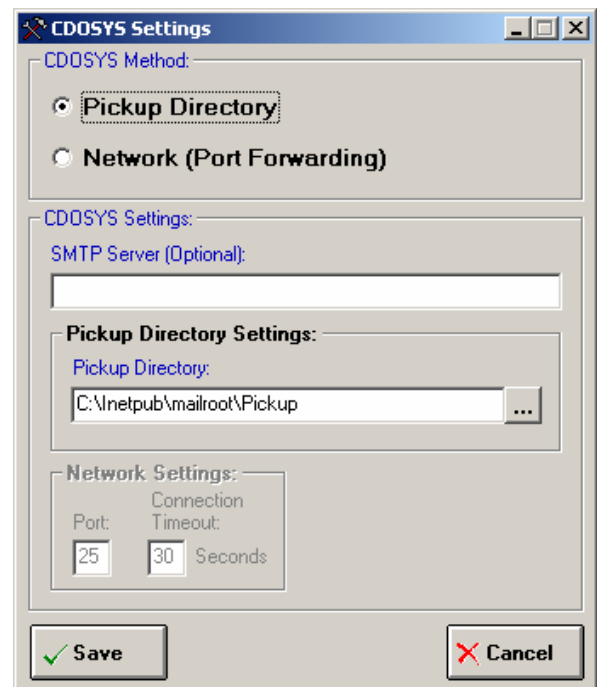 CDOSYS Settings
CDOSYS Method:
Pickup Directory
Network (Port Forwarding)
CDOSYS Settings:
SMTP Server (Optional):
Pickup Directory Settings:
Pickup Directory:
C:\Inetpub\mailroot\Pickup
...
Network Settings:
Connection
Port: Timeout:
25 30 Seconds
Save Cancel